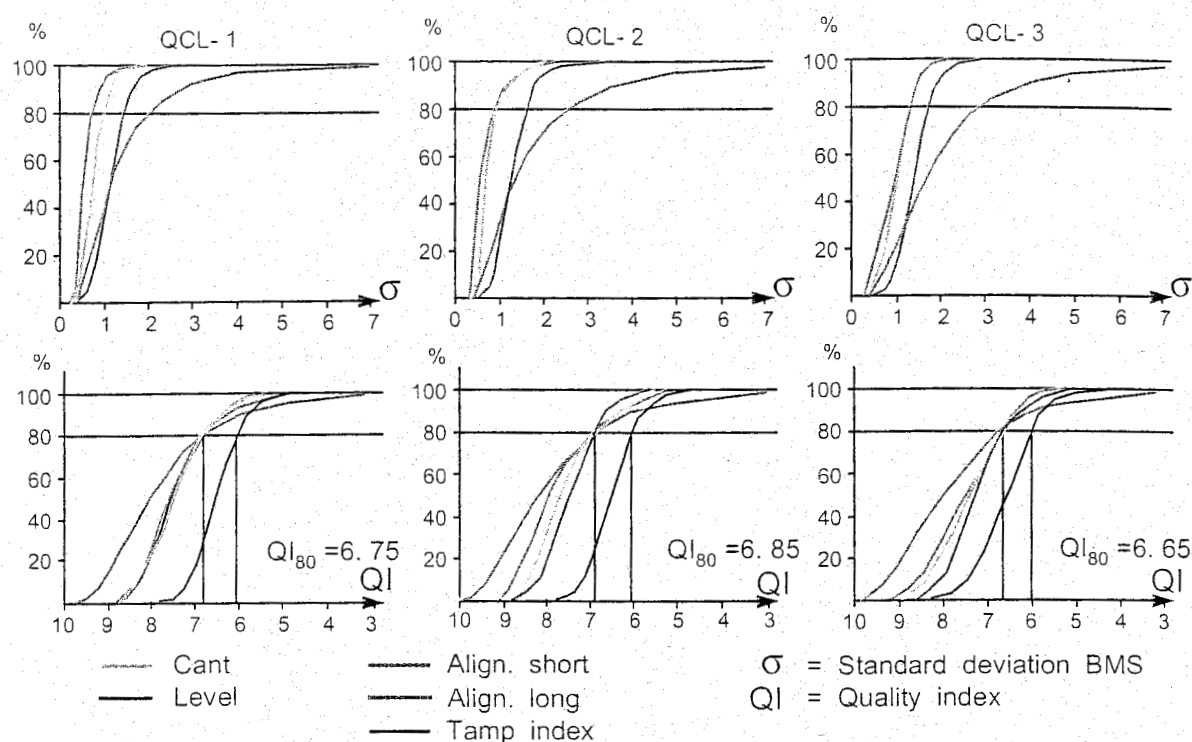 QCL- 1
QCL- 2
QCL- 3
%
%
%
100
80
60
40
20
100
80
60
40
20
100
80
60
40
20
σ
σ
σ
0 1 2 3 4 5 6 7
0 1 2 3 4 5 6 7
0 1 2 3 4 5 6 7
%
%
%
100
80
60
40
20
100
80
60
40
20
100
80
60
40
20
QI80 =6. 75
QI80 =6. 85
QI80 =6. 65
QI
QI
QI
10 9 8 7 6 5 4 3
10 9 8 7 6 5 4 3
10 9 8 7 6 5 4 3
Cant
Level
Align. short
Align. long
Tamp index
σ = Standard deviation BMS
QI = Quality index